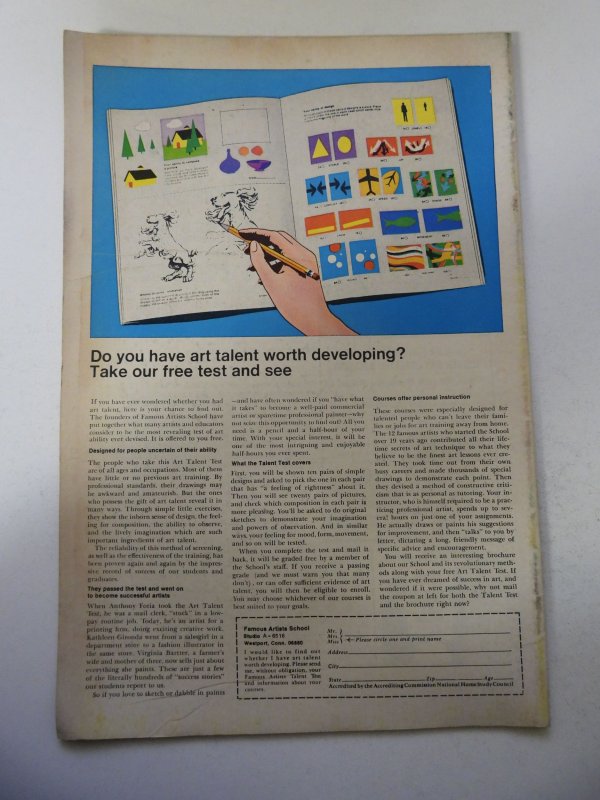 Do you have art talent worth developing?
Take our free test and see
If you have ever wondered whether you had
art talent, here is your chance to find out.
The founders of Famous Artists School have
put together what many artists and educators
consider to be the most revealing test of art
ability ever devised. It is offered to you free.
Designed for people uncertain of their ability
The people who take this Art Talent Test
are of all ages and occupations. Most of them
have little or no previous art training. By
professional standards, their drawings may
be awkward and amateurish. But the ones
who possess the gift of art talent reveal it in
many ways. Through simple little exercises,
they show the inborn sense of design, the feel-
ing for composition, the ability to observe,
and the lively imagination which are such
important ingredients of art talent.
The reliability of this method of screening,
as well as the effectiveness of the training, has
been proven again and again by the impres-
sive record of success of our students and
graduates.
They passed the test and went on
to become successful artists
When Anthony Foria took the Art Talent
Test, he was a mail clerk, "stuck" in a low-
pay routine job. Today, he's an artist for a
printing firm, doing exciting creative work.
Kathleen Gironda went from a salesgirl in a
department store to a fashion illustrator in
the same store. Virginia Bartter, a farmer's
wife and mother of three, now sells just about
everything she paints. These are just a few
of the literally hundreds of "success stories"
our students report to us.
So if you love to sketch or dabble in paints
—and have often wondered if you "have what
it takes" to become a well-paid commercial
artist or sparetime professional painter—why
not seize this opportunity to find out? All you
need is a pencil and a half-hour of your
time. With your special interest, it will be
one of the most intriguing and enjoyable
half-hours you ever spent.
What the Talent Test covers
First, you will be shown ten pairs of simple
designs and asked to pick the one in each pair
that has "a feeling of rightness" about it.
Then you will see twenty pairs of pictures,
and check which composition in each pair is
more pleasing. You'll be asked to do original
sketches to demonstrate your imagination
and powers of observation. And in similar
ways, your feeling for mood, form, movement,
and so on will be tested.
When you complete the test and mail it
back, it will be graded free by a member of
the School's staff. If you receive a passing
grade (and we must warn you that many
don't), or can offer sufficient evidence of art
talent, you will then be eligible to enroll.
You may choose whichever of our courses is
best suited to your goals.
Courses offer personal instruction
These courses were especially designed for
talented people who can't leave their fami-
lies or jobs for art training away from home.
The 12 famous artists who started the School
over 19 years ago contributed all their life-
time secrets of art technique to what they
believe to be the finest art lessons ever cre-
ated. They took time out from their own
busy careers and made thousands of special
drawings to demonstrate each point. Then
they devised a method of constructive criti-
cism that is as personal as tutoring. Your in-
structor, who is himself required to be a prac-
ticing professional artist, spends up to sev-
eral hours on just one of your assignments.
He actually draws or paints his suggestions
for improvement, and then "talks" to you by
letter, dictating a long, friendly message of
specific advice and encouragement.
You will receive an interesting brochure
about our School and its revolutionary meth-
ods along with your free Art Talent Test. If
you have ever dreamed of success in art, and
wondered if it were possible, why not mail
the coupon at left for both the Talent Test
and the brochure right now?
Famous Artists School
Studio A-6516
Westport, Conn. 06880
I would like to find out
whether I have art talent
worth developing. Please send
me, without obligation, your
Famous Artists Talent Test
and information about your
courses.
Mr.
Mrs.
Miss
Please circle one and print name
Address
City
State Zip Age
Accredited by the Accrediting Commission National Home Study Council